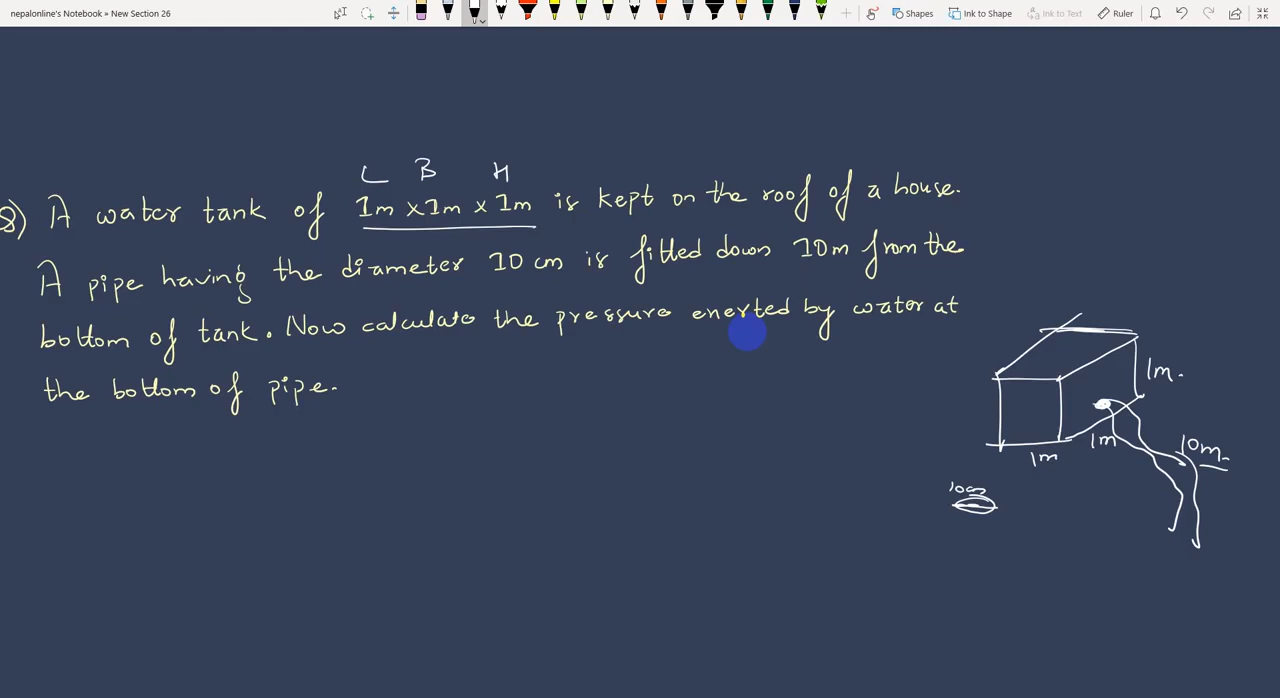 nepalonline's Notebook » New Section 26
Shapes
Ink to Shape
Ink to Text
Ruler
L B H
Q) A water tank of 1m x 1m x 1m is kept on the roof of a house.
A pipe having the diameter 10 cm is fitted down 10m from the
bottom of tank. Now calculate the pressure enerted by water at
the bottom of pipe.
1m.
1m
1m
10m.
10cm